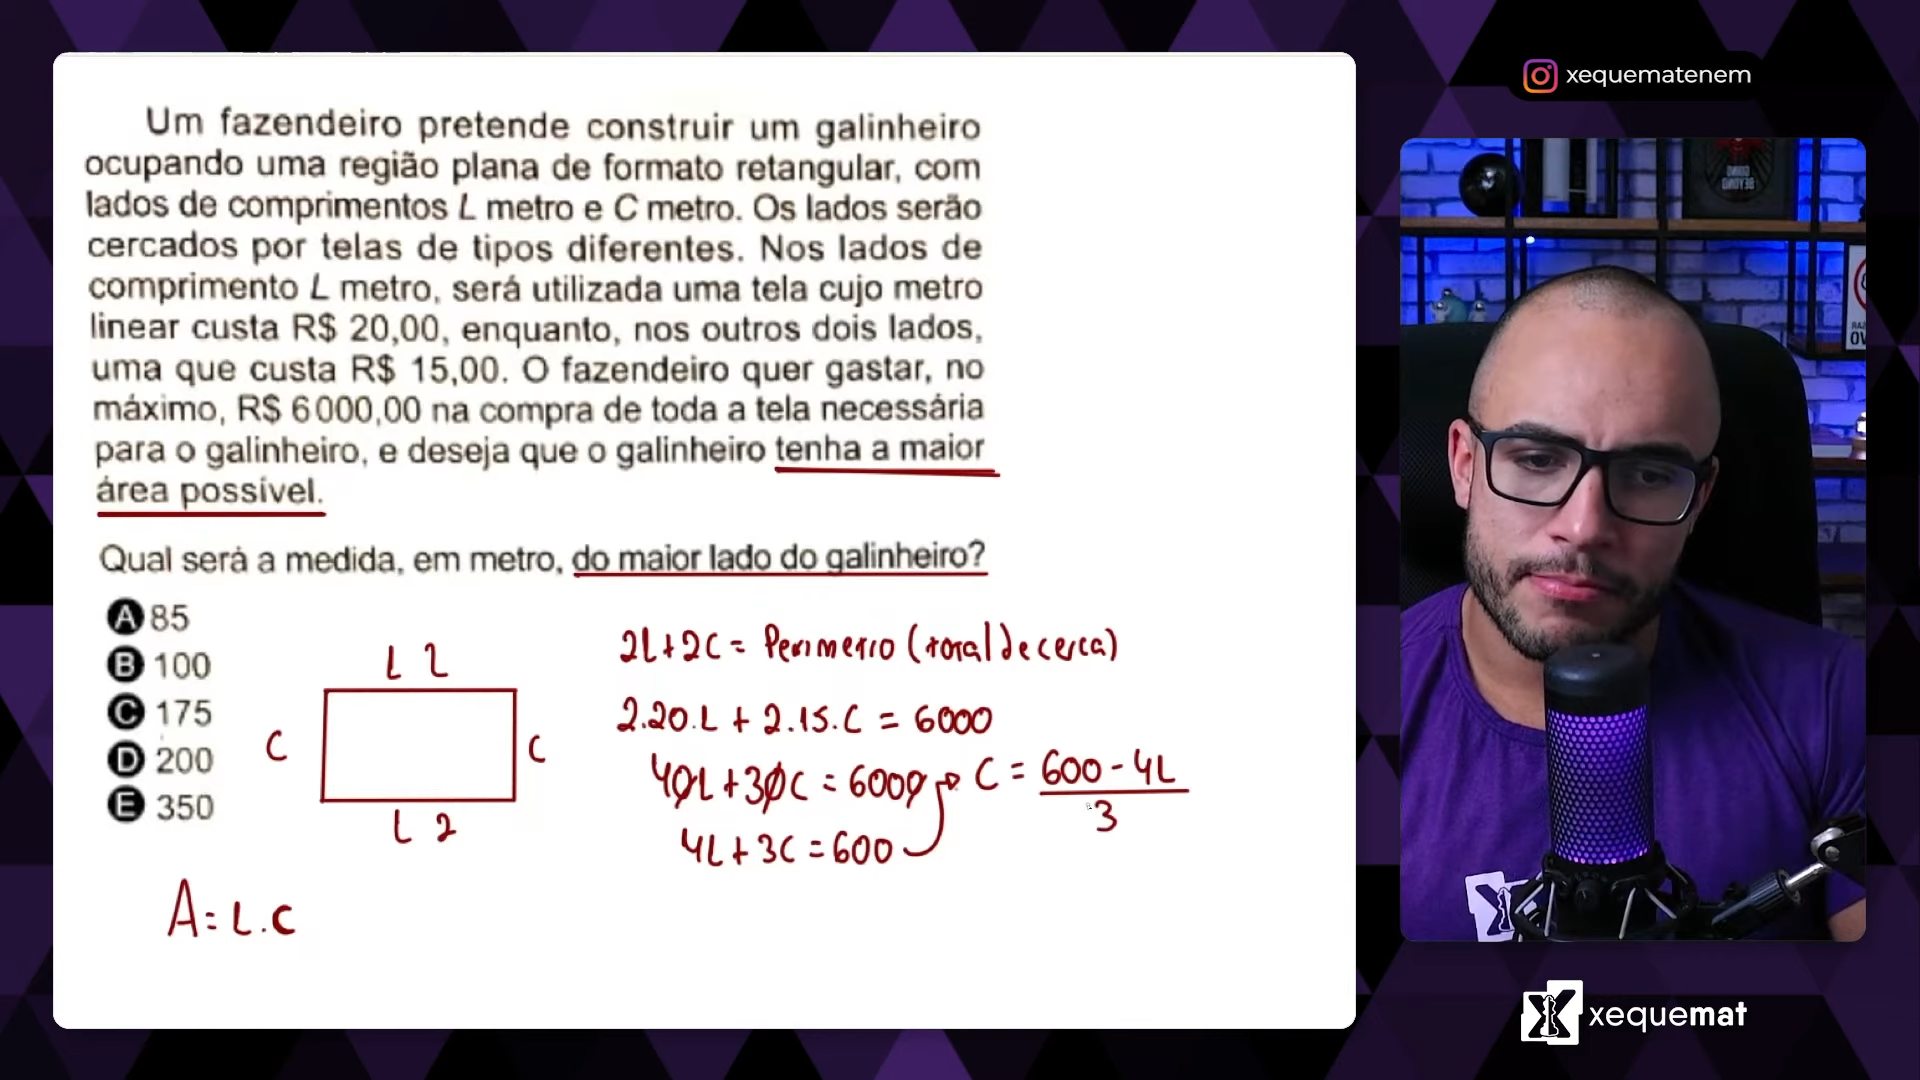 xequematenem
Um fazendeiro pretende construir um galinheiro
ocupando uma região plana de formato retangular, com
lados de comprimentos L metro e C metro. Os lados serão
cercados por telas de tipos diferentes. Nos lados de
comprimento L metro, será utilizada uma tela cujo metro
linear custa R$ 20,00, enquanto, nos outros dois lados,
uma que custa R$ 15,00. O fazendeiro quer gastar, no
máximo, R$ 6 000,00 na compra de toda a tela necessária
para o galinheiro, e deseja que o galinheiro tenha a maior
área possível.
Qual será a medida, em metro, do maior lado do galinheiro?
A 85
B 100
C 175
D 200
E 350
L 2
C
C
L 2
A = L.C
2L + 2C = Perimetro (total de cerca)
2.20.L + 2.15.C = 6000
40L + 30C = 6000
4L + 3C = 600
C = 600 - 4L
3
xequemat